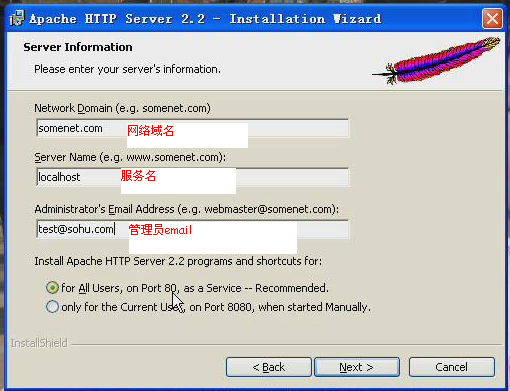 Apache HTTP Server 2.2 - Installation Wizard
Server Information
Please enter your server's information.
Network Domain (e.g. somenet.com)
somenet.com 网络域名
Server Name (e.g. www.somenet.com):
localhost 服务名
Administrator's Email Address (e.g. webmaster@somenet.com):
test@sohu.com 管理员email
Install Apache HTTP Server 2.2 programs and shortcuts for:
for All Users, on Port 80, as a Service -- Recommended.
only for the Current User, on Port 8080, when started Manually.
InstallShield
< Back Next > Cancel